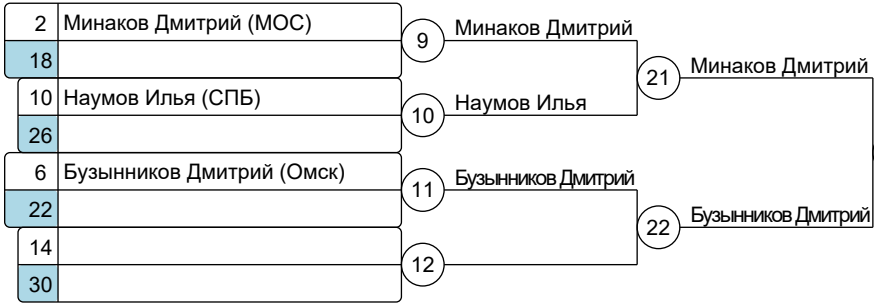 2 Минаков Дмитрий (МОС)
18
9 Минаков Дмитрий
10 Наумов Илья (СПБ)
26
10 Наумов Илья
21 Минаков Дмитрий
6 Бузынников Дмитрий (Омск)
22
11 Бузынников Дмитрий
14
30
12
22 Бузынников Дмитрий